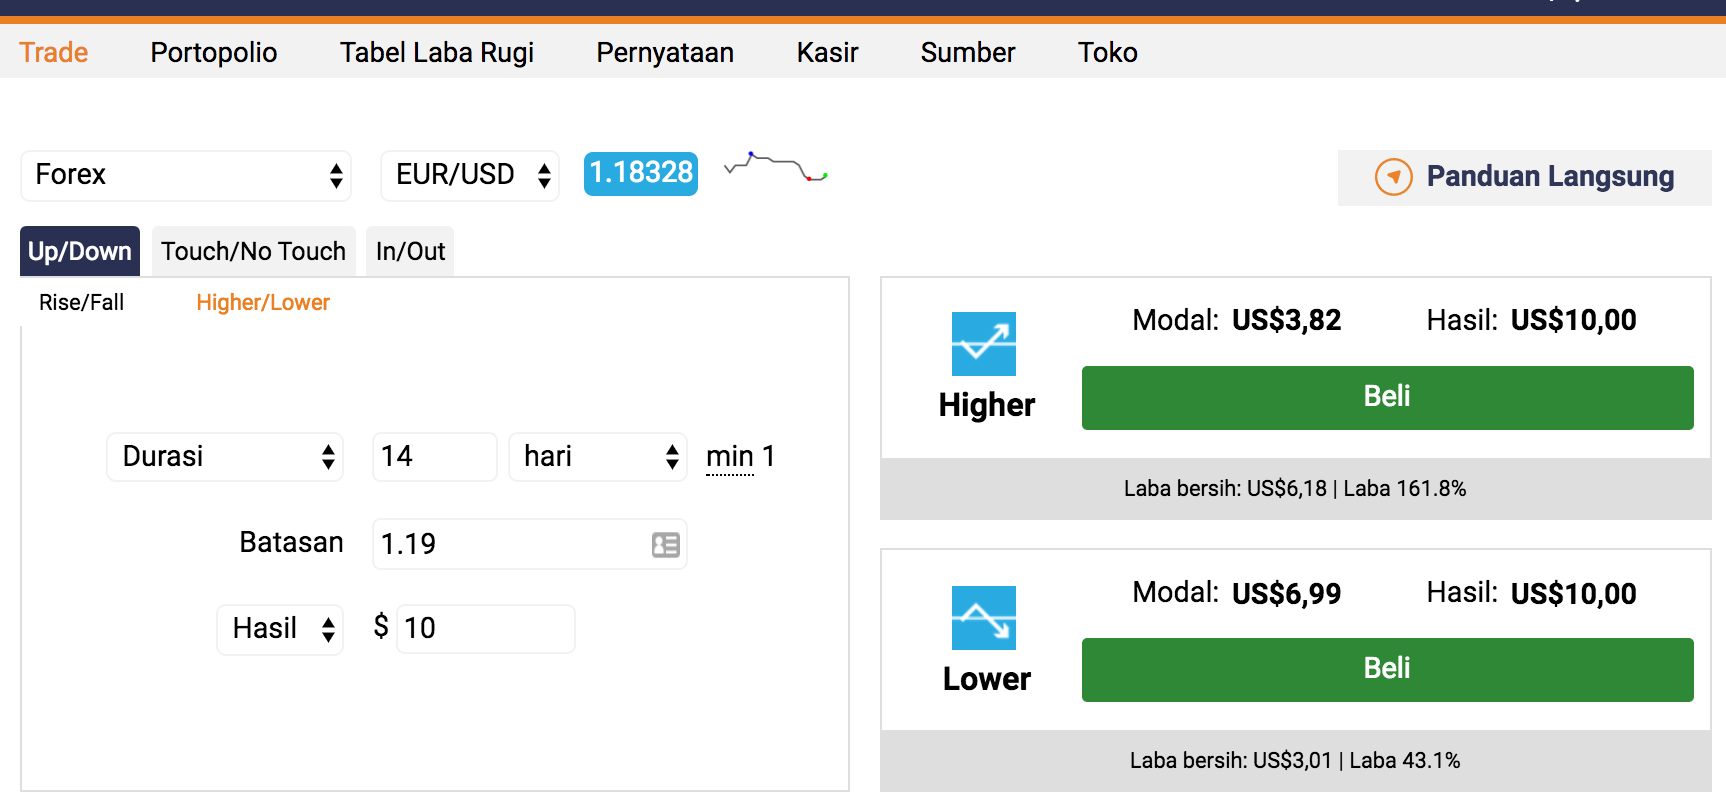 Trade Portopolio Tabel Laba Rugi Pernyataan Kasir Sumber Toko
Forex EUR/USD 1.18328 Panduan Langsung
Up/Down Touch/No Touch In/Out
Rise/Fall Higher/Lower
Durasi 14 hari min 1
Batasan 1.19
Hasil $ 10
Modal: US$3,82 Hasil: US$10,00
Higher
Beli
Laba bersih: US$6,18 | Laba 161.8%
Modal: US$6,99 Hasil: US$10,00
Lower
Beli
Laba bersih: US$3,01 | Laba 43.1%